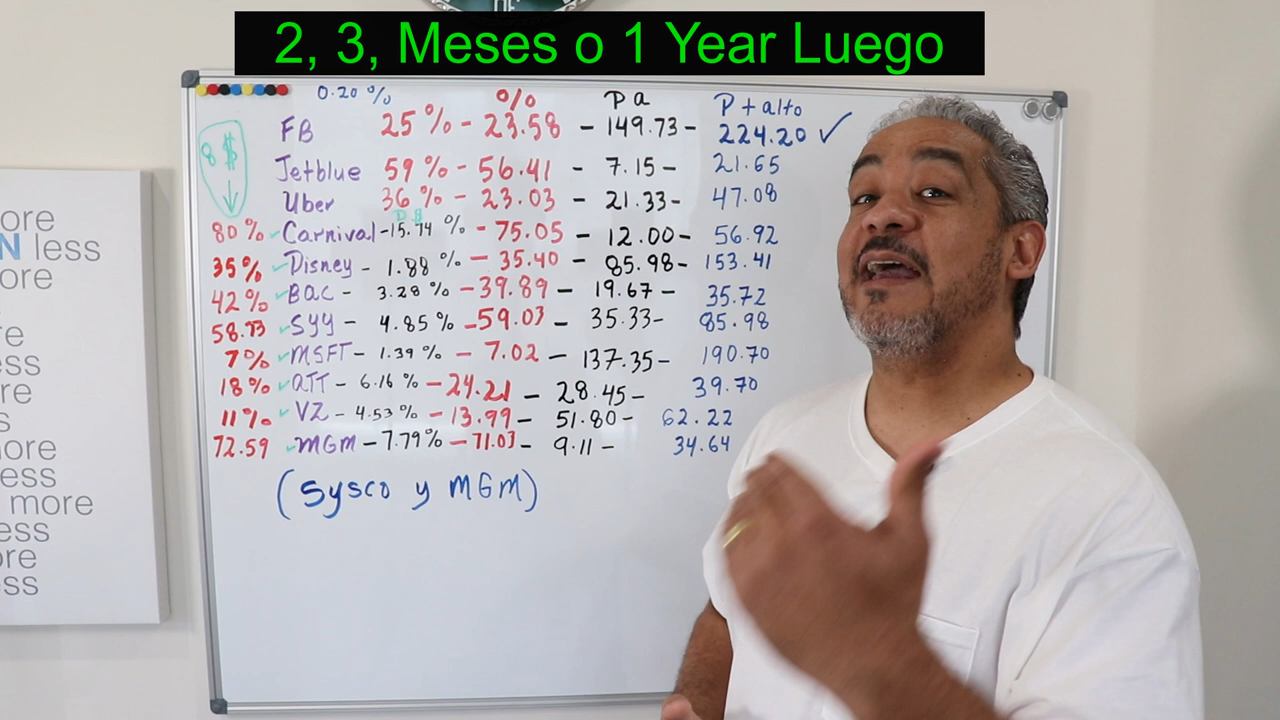 2, 3, Meses o 1 Year Luego
0.20 % % Pa P + alto
FB 25 % - 23.58 - 149.73 - 224.20 ✓
8 $
Jetblue 59 % - 56.41 - 7.15 - 21.65
Uber 36 % - 23.03 - 21.33 - 47.08
80 % Carnival - 15.74 % - 75.05 - 12.00 - 56.92
35 % ✓ Disney - 1.88 % - 35.40 - 85.98 - 153.41
42 % ✓ BAC - 3.28 % - 39.89 - 19.67 - 35.72
58.73 ✓ SYY - 4.85 % - 59.03 - 35.33 - 85.98
7 % ✓ MSFT - 1.39 % - 7.02 - 137.35 - 190.70
18 % ✓ ATT - 6.16 % - 24.21 - 28.45 - 39.70
11 % ✓ VZ - 4.53 % - 13.99 - 51.80 - 62.22
72.59 ✓ MGM - 7.79% - 71.03 - 9.11 - 34.64
(Sysco y MGM)
ore
N less
ore
re
ess
re
s
nore
ess
more
ess
ore
ss